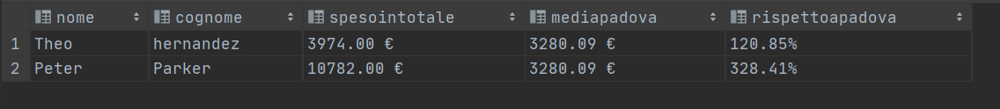 nome cognome spesointotale mediapadova rispettoapadova
1 Theo hernandez 3974.00 € 3280.09 € 120.85%
2 Peter Parker 10782.00 € 3280.09 € 328.41%